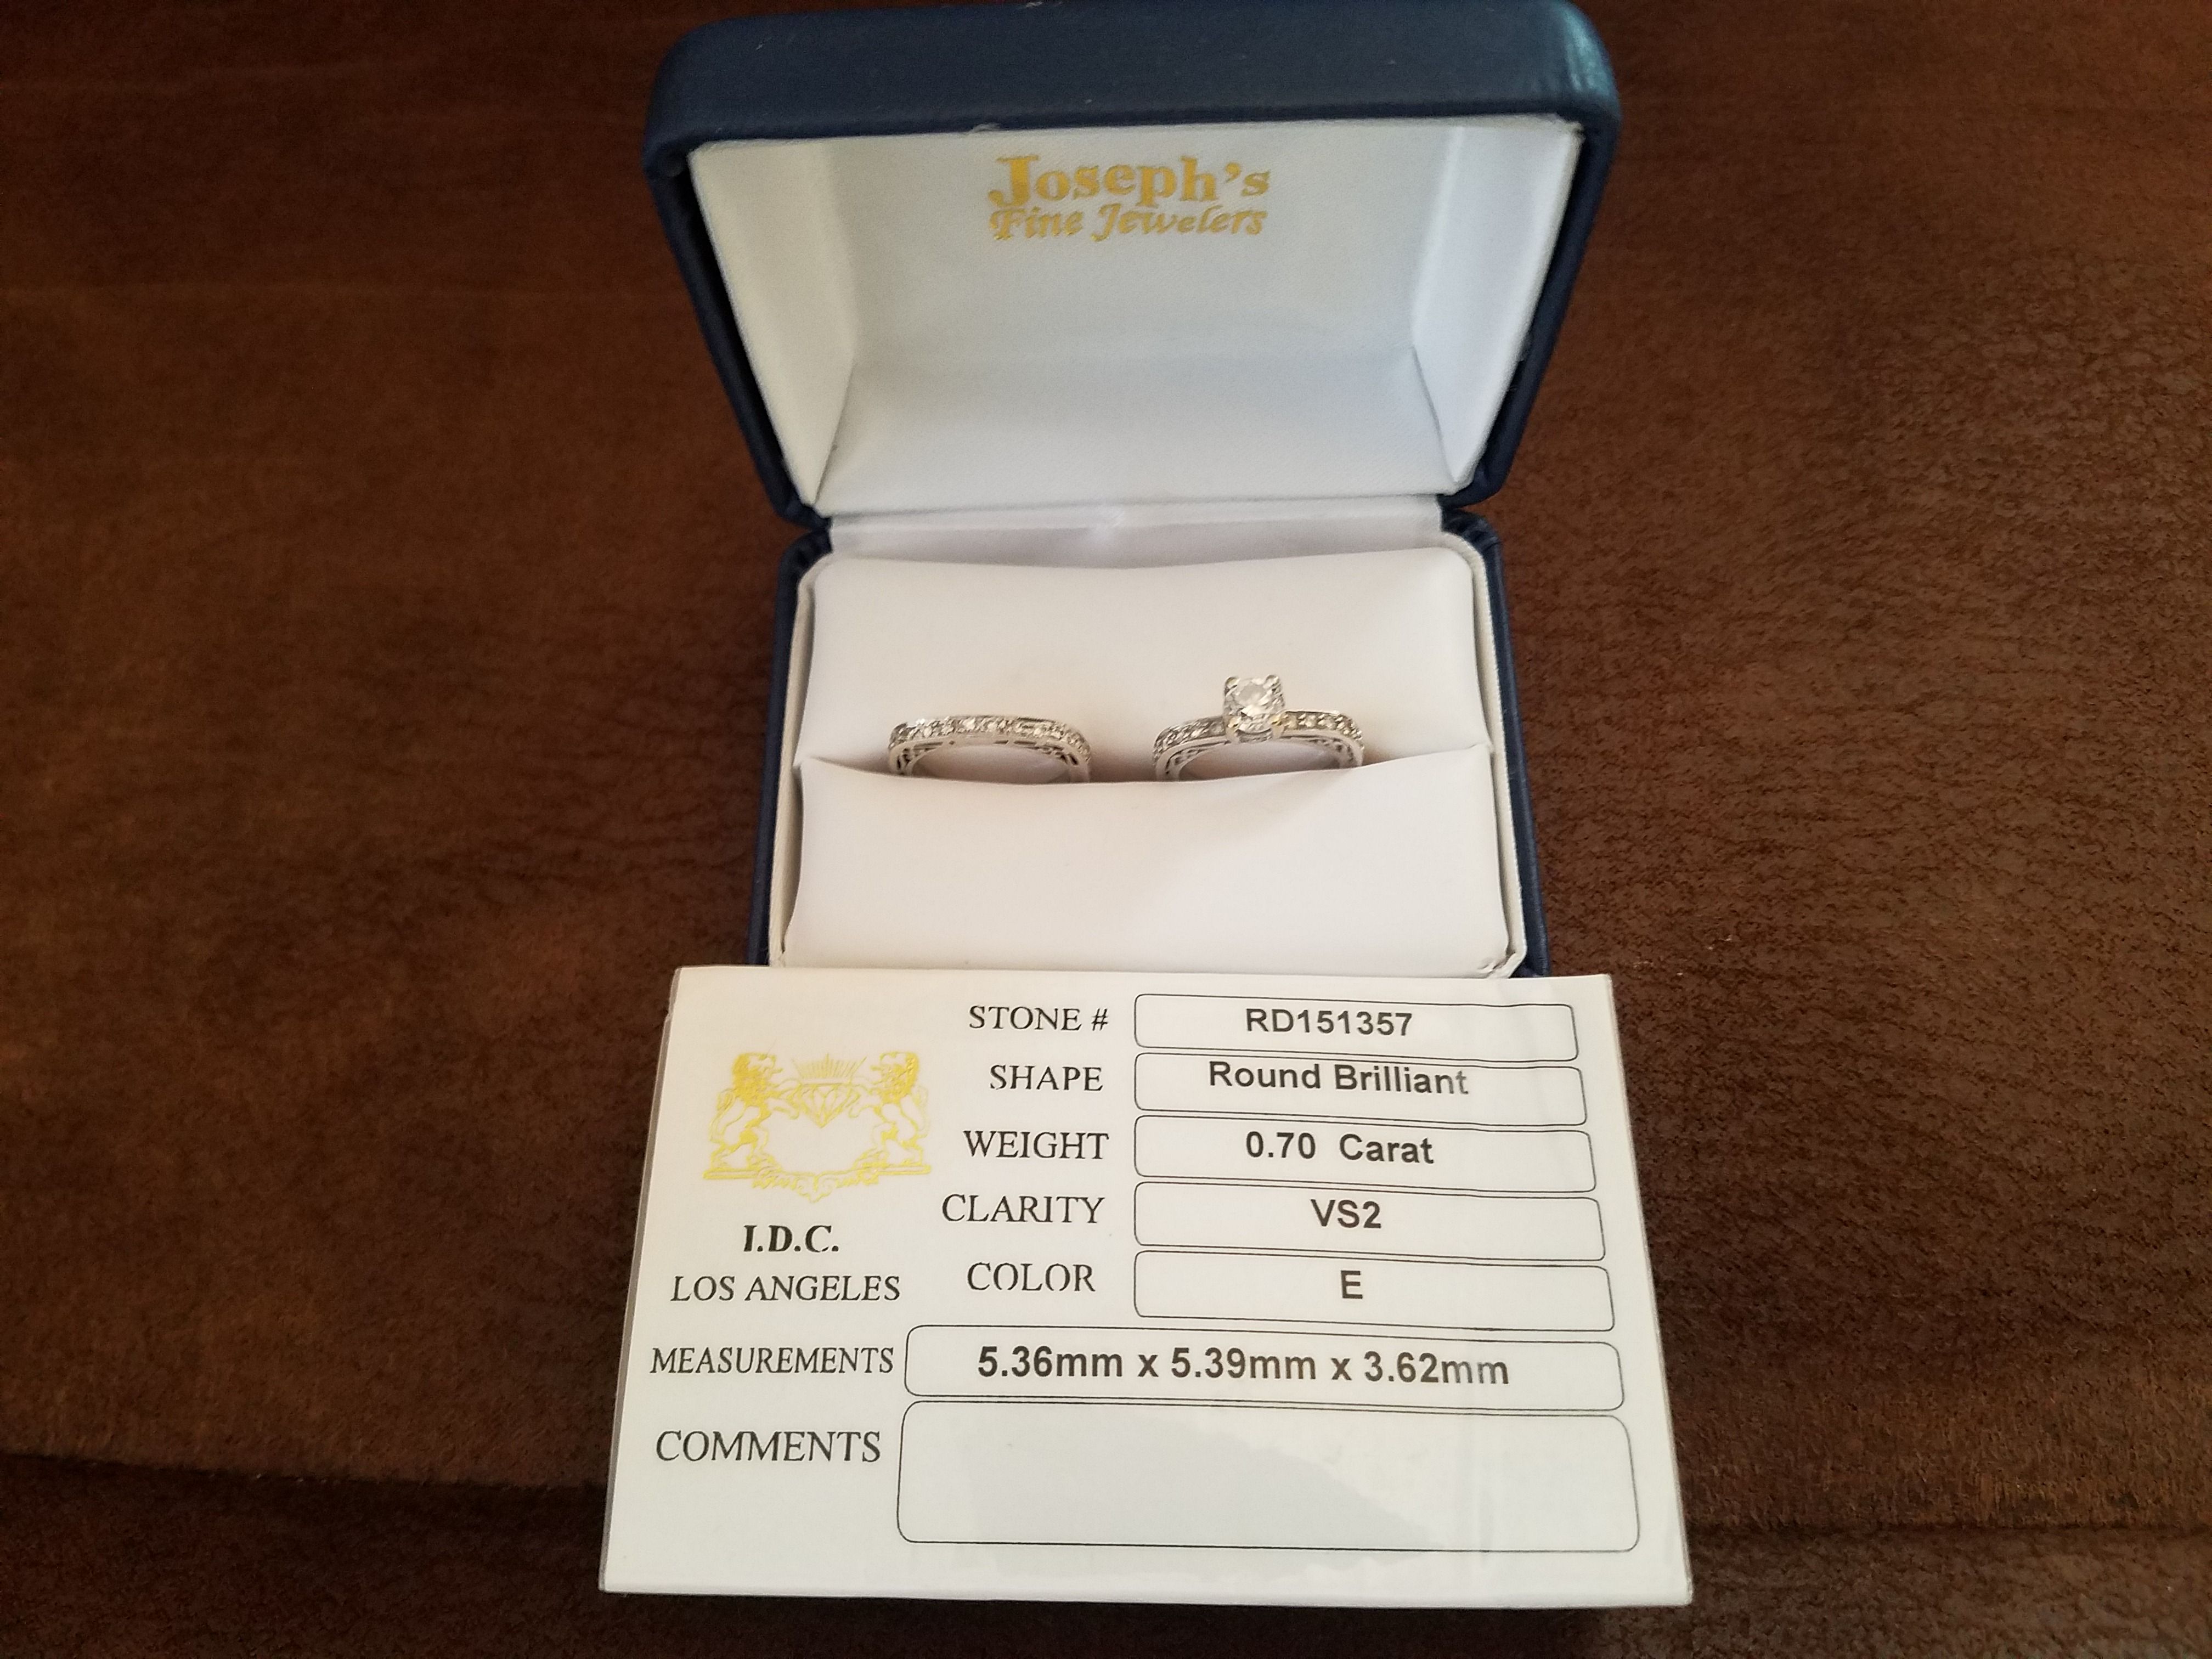 Joseph's
Fine Jewelers
STONE # RD151357
SHAPE Round Brilliant
WEIGHT 0.70 Carat
CLARITY VS2
COLOR E
I.D.C.
LOS ANGELES
MEASUREMENTS 5.36mm x 5.39mm x 3.62mm
COMMENTS